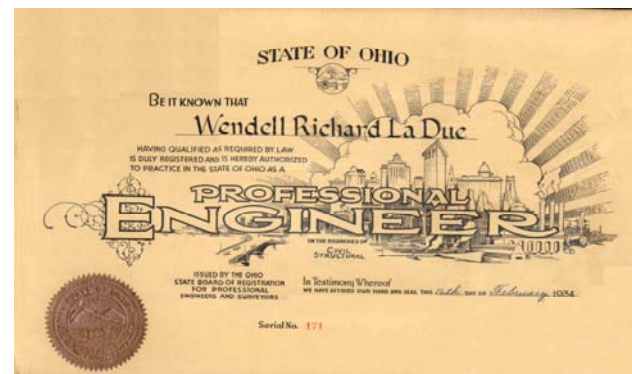 STATE OF OHIO
BE IT KNOWN THAT
Wendell Richard La Due
HAVING QUALIFIED AS REQUIRED BY LAW
IS DULY REGISTERED AND IS HEREBY AUTHORIZED
TO PRACTICE IN THE STATE OF OHIO AS A
PROFESSIONAL
ENGINEER
IN THE BRANCHES OF
CIVIL
STRUCTURAL
ISSUED BY THE OHIO
STATE BOARD OF REGISTRATION
FOR PROFESSIONAL
ENGINEERS AND SURVEYORS
In Testimony Whereof
WE HAVE AFFIXED OUR HAND AND SEAL THIS 14th DAY OF February 1934
Serial No. 171